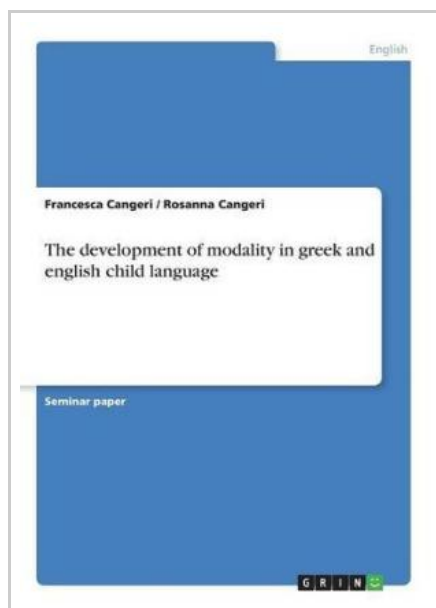 English
Francesca Cangeri / Rosanna Cangeri
The development of modality in greek and
english child language
Seminar paper
GRIN